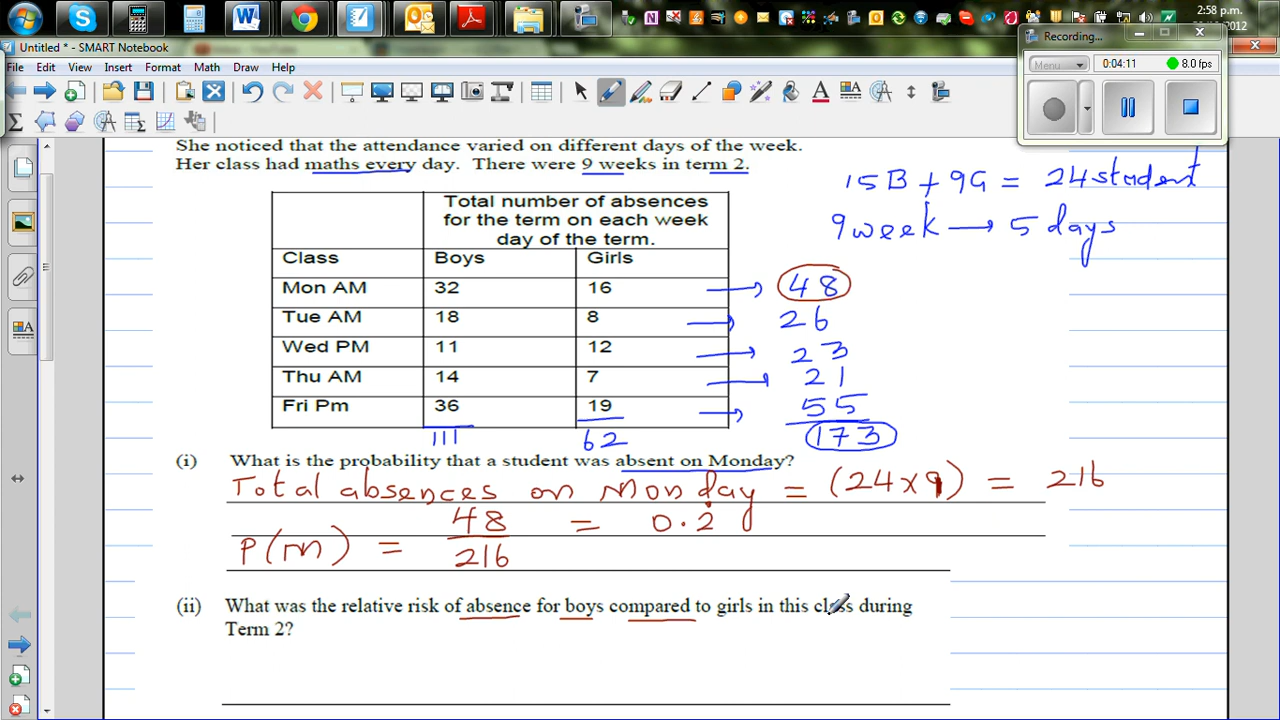 2:58 p.m.
2012
Untitled * - SMART Notebook
Recording...
File Edit View Insert Format Math Draw Help
Menu 0:04:11 8.0 fps
She noticed that the attendance varied on different days of the week.
Her class had maths every day. There were 9 weeks in term 2.
15B + 9G = 24 student
9 week → 5 days
Total number of absences
for the term on each week
day of the term.
Class Boys Girls
Mon AM 32 16 → 48
Tue AM 18 8 → 26
Wed PM 11 12 → 23
Thu AM 14 7 → 21
Fri Pm 36 19 → 55
111 62 173
(i) What is the probability that a student was absent on Monday?
Total absences on Monday = (24x9) = 216
P(m) = 48/216 = 0.2
(ii) What was the relative risk of absence for boys compared to girls in this class during
Term 2?